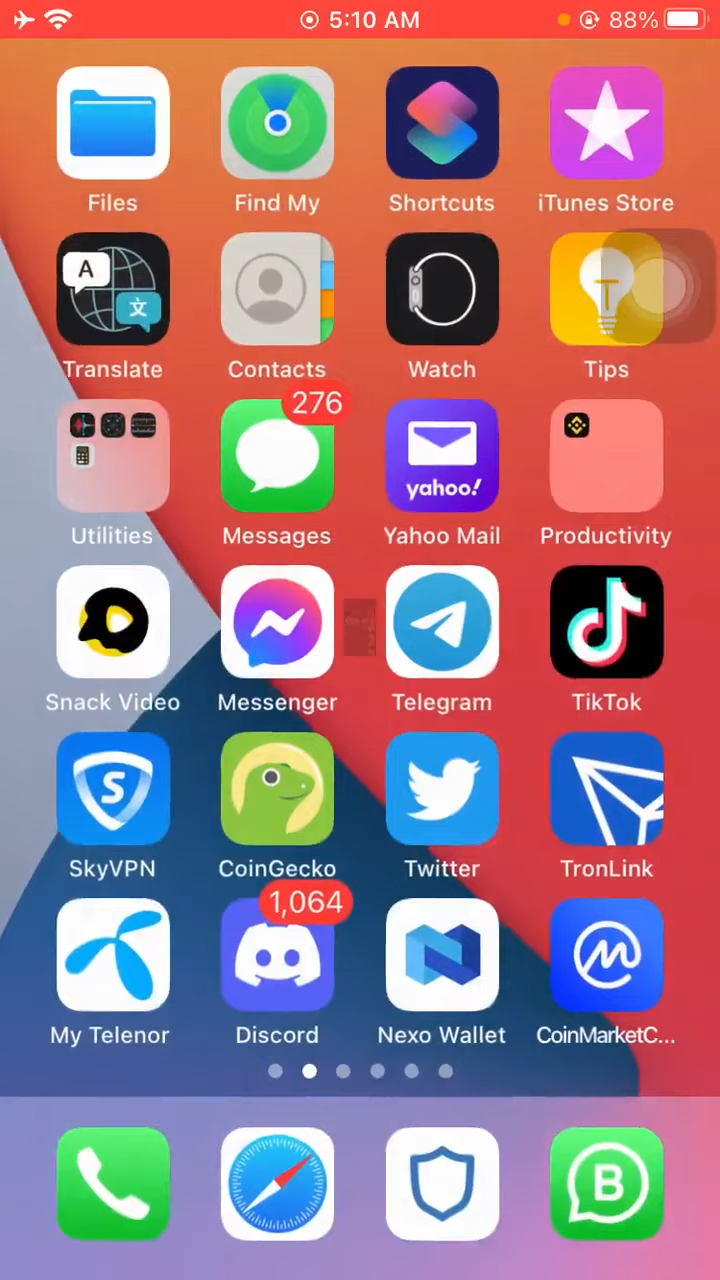 5:10 AM 88%
Files Find My Shortcuts iTunes Store
A
文
Translate Contacts Watch Tips
276
yahoo!
Utilities Messages Yahoo Mail Productivity
Snack Video Messenger Telegram TikTok
S
SkyVPN CoinGecko Twitter TronLink
1,064
My Telenor Discord Nexo Wallet CoinMarketC...
B